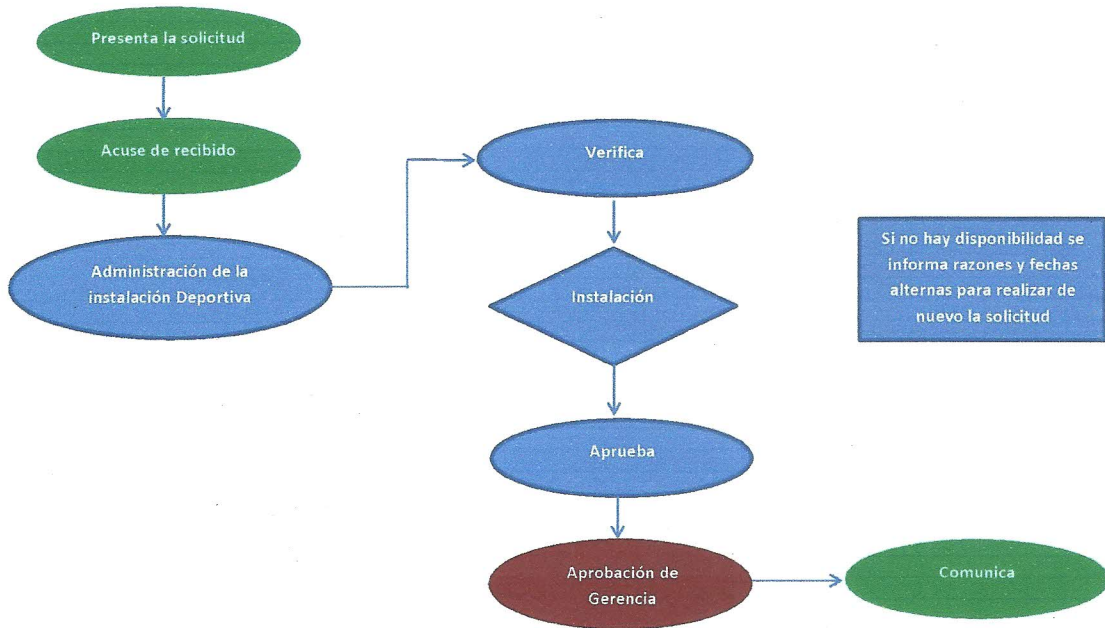 Presenta la solicitud
Acuse de recibido
Administración de la
instalación Deportiva
Verifica
Instalación
Si no hay disponibilidad se
informa razones y fechas
alternas para realizar de
nuevo la solicitud
Aprueba
Aprobación de
Gerencia
Comunica